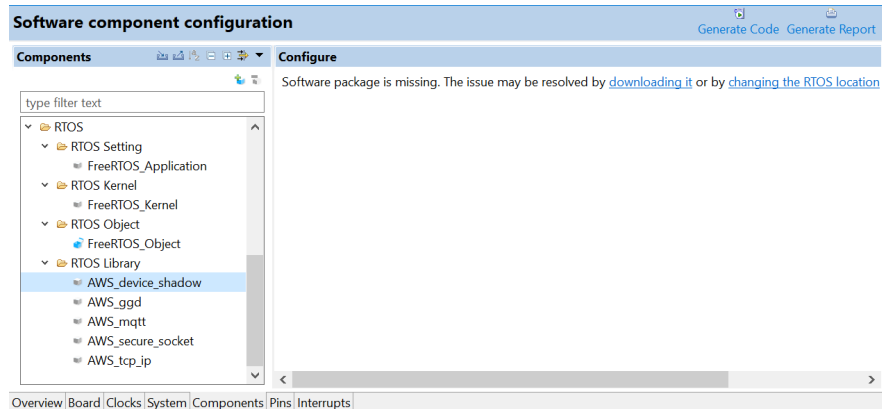 Software component configuration
Generate Code Generate Report
Components
Configure
Software package is missing. The issue may be resolved by downloading it or by changing the RTOS location
type filter text
RTOS
RTOS Setting
FreeRTOS_Application
RTOS Kernel
FreeRTOS_Kernel
RTOS Object
FreeRTOS_Object
RTOS Library
AWS_device_shadow
AWS_ggd
AWS_mqtt
AWS_secure_socket
AWS_tcp_ip
Overview Board Clocks System Components Pins Interrupts